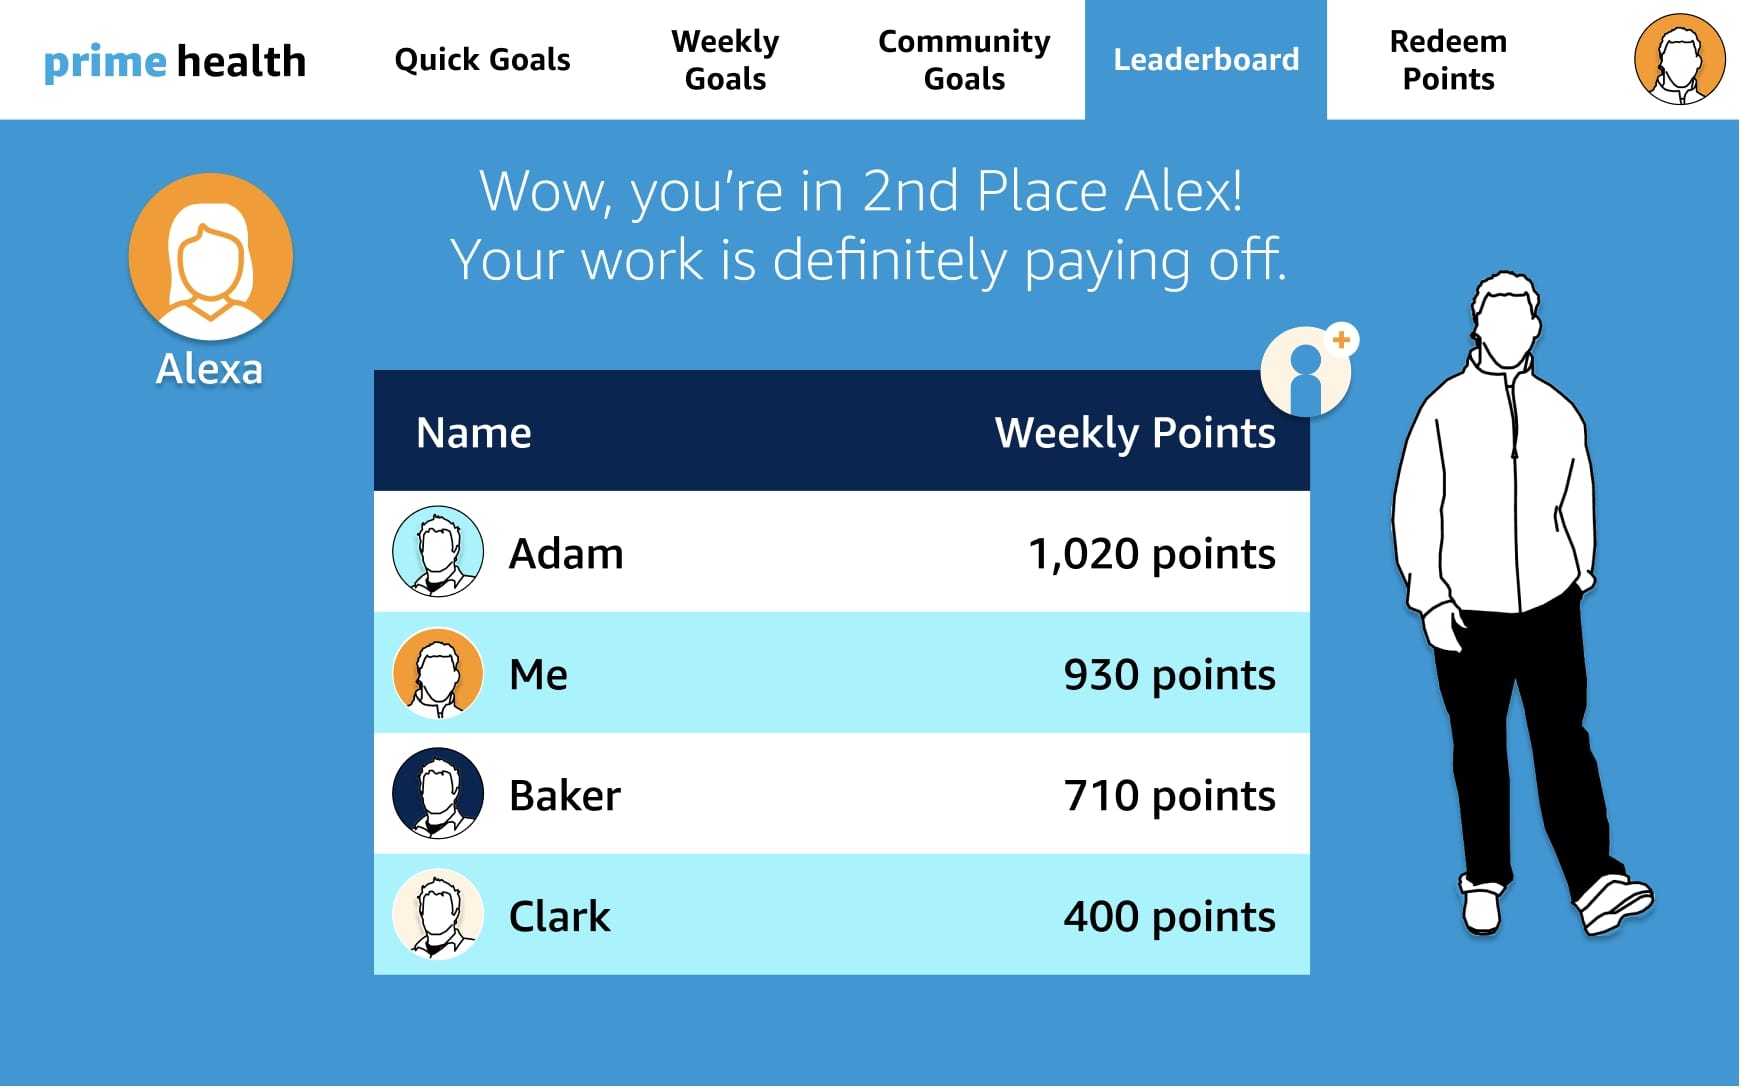 prime health
Quick Goals
Weekly
Goals
Community
Goals
Leaderboard
Redeem
Points
Alexa
Wow, you’re in 2nd Place Alex!
Your work is definitely paying off.
Name Weekly Points
Adam 1,020 points
Me 930 points
Baker 710 points
Clark 400 points